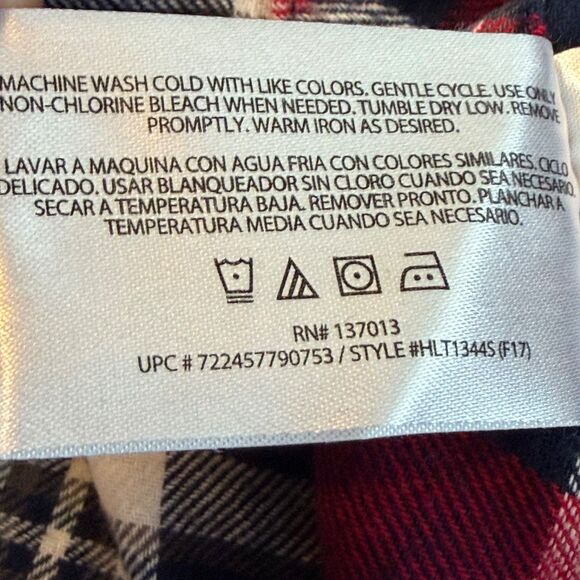 MACHINE WASH COLD WITH LIKE COLORS. GENTLE CYCLE. USE ONLY
NON-CHLORINE BLEACH WHEN NEEDED. TUMBLE DRY LOW. REMOVE
PROMPTLY. WARM IRON AS DESIRED.
LAVAR A MAQUINA CON AGUA FRIA CON COLORES SIMILARES. CICLO
DELICADO. USAR BLANQUEADOR SIN CLORO CUANDO SEA NECESARIO.
SECAR A TEMPERATURA BAJA. REMOVER PRONTO. PLANCHAR A
TEMPERATURA MEDIA CUANDO SEA NECESARIO.
RN# 137013
UPC # 722457790753 / STYLE #HLT1344S (F17)